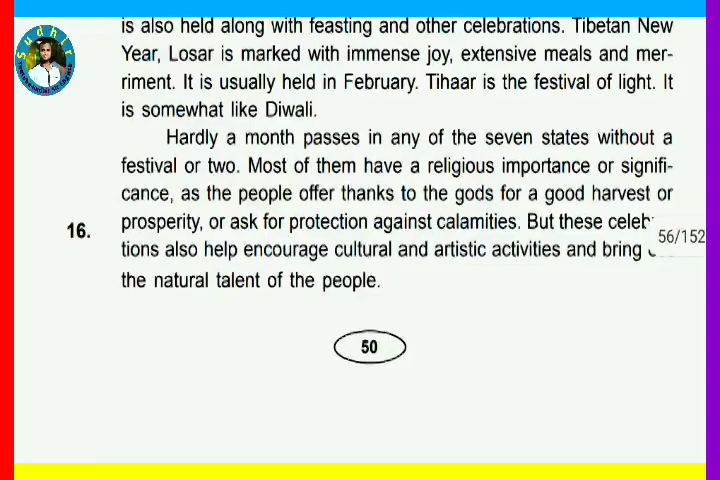 Sudhir
is also held along with feasting and other celebrations. Tibetan New
Year, Losar is marked with immense joy, extensive meals and mer-
riment. It is usually held in February. Tihaar is the festival of light. It
is somewhat like Diwali.
Hardly a month passes in any of the seven states without a
festival or two. Most of them have a religious importance or signifi-
cance, as the people offer thanks to the gods for a good harvest or
16. prosperity, or ask for protection against calamities. But these
56/152
tions also help encourage cultural and artistic activities and bring
the natural talent of the people.
50